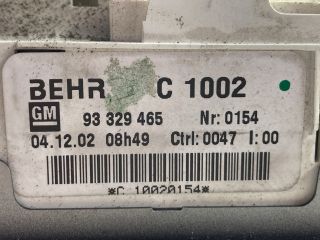 BEHR C 1002
GM 93 329 465 Nr:0154
04.12.02 08h49 Ctrl:0047 I:00
*C 10020154*